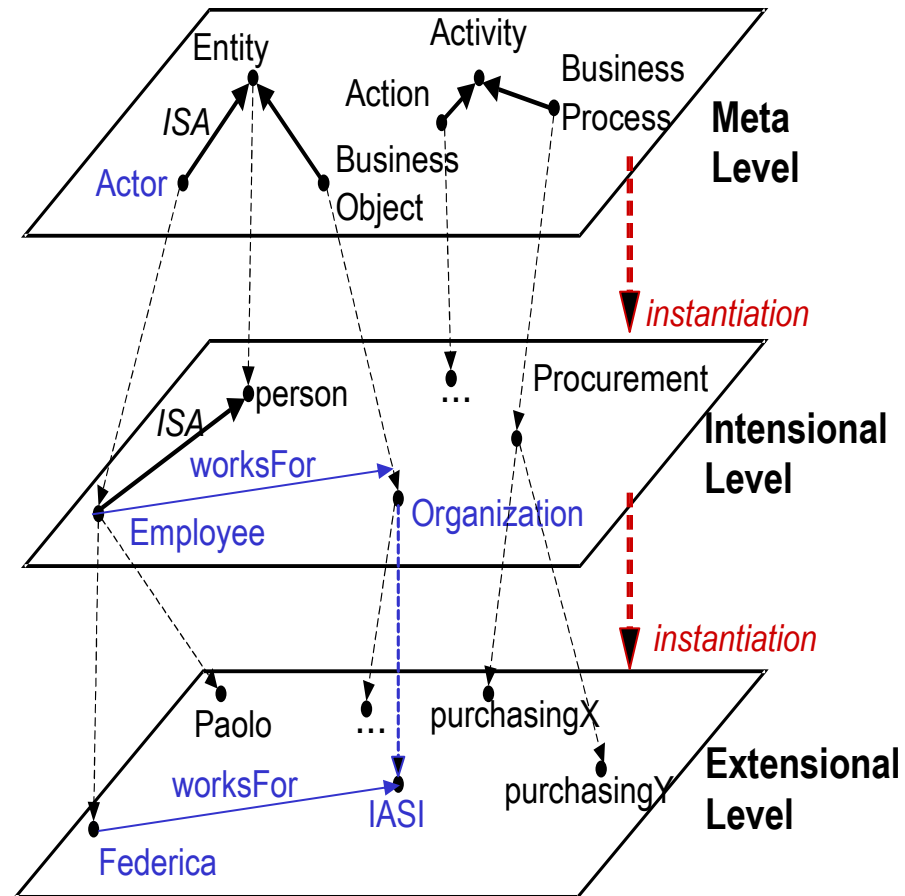 Entity
Activity
Action
Business
Process
ISA
Actor
Business
Object
Meta
Level
instantiation
person
...
Procurement
ISA
worksFor
Employee
Organization
Intensional
Level
instantiation
Paolo
...
purchasingX
worksFor
IASI
purchasingY
Federica
Extensional
Level